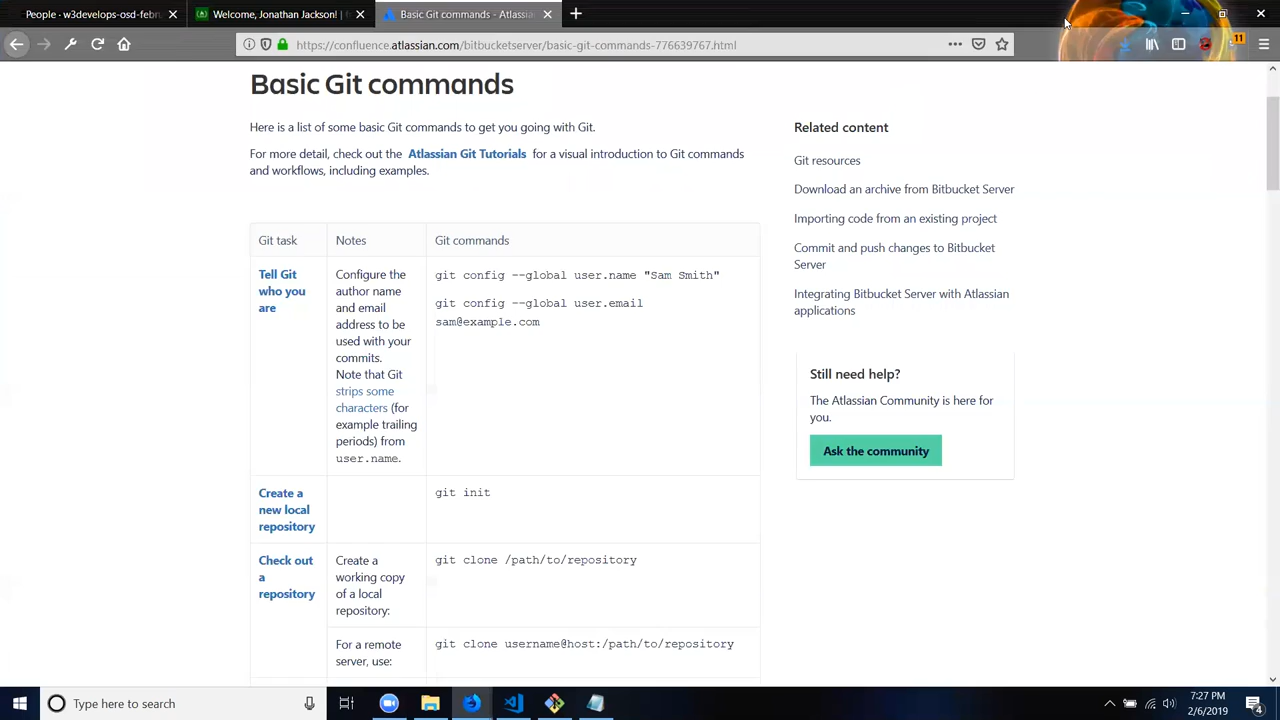 People - w3osd-osd-febru
Welcome, Jonathan Jackson! |
Basic Git commands - Atlassian
https://confluence.atlassian.com/bitbucketserver/basic-git-commands-776639767.html
11
Basic Git commands
Here is a list of some basic Git commands to get you going with Git.
For more detail, check out the Atlassian Git Tutorials for a visual introduction to Git commands
and workflows, including examples.
Git task
Notes
Git commands
Tell Git
who you
are
Configure the
author name
and email
address to be
used with your
commits.
Note that Git
strips some
characters (for
example trailing
periods) from
user.name.
git config --global user.name "Sam Smith"
git config --global user.email
sam@example.com
Create a
new local
repository
git init
Check out
a
repository
Create a
working copy
of a local
repository:
git clone /path/to/repository
For a remote
server, use:
git clone username@host:/path/to/repository
Related content
Git resources
Download an archive from Bitbucket Server
Importing code from an existing project
Commit and push changes to Bitbucket
Server
Integrating Bitbucket Server with Atlassian
applications
Still need help?
The Atlassian Community is here for
you.
Ask the community
Type here to search
7:27 PM
2/6/2019
4